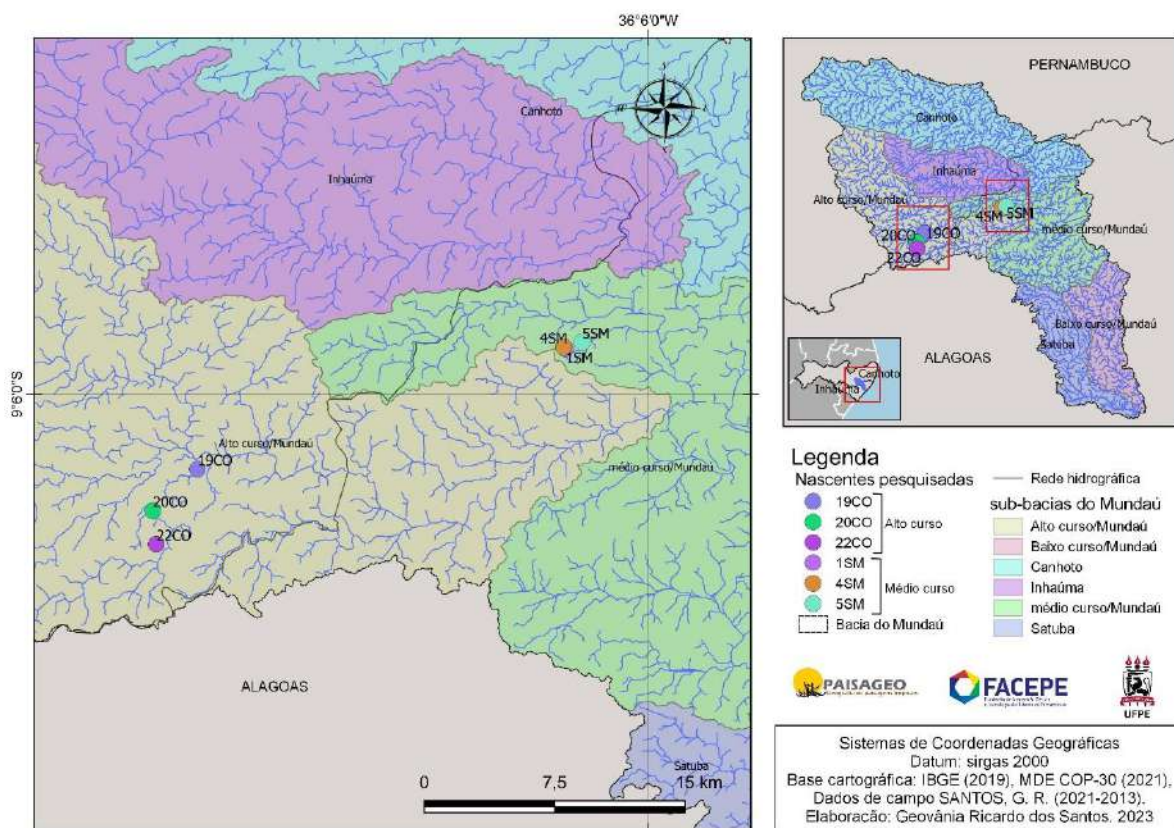 36°6'0"W
9°6'0"S
Canhoto
Inhaúma
4SM
5SM
1SM
Alto curso/Mundaú
19CO
20CO
22CO
médio curso/Mundaú
ALAGOAS
Satuba
0 7,5 15 km
PERNAMBUCO
Canhoto
Inhaúma
Alto curso/Mundaú
4SM
5SM
20CO
19CO
médio curso/Mundaú
22CO
Baixo curso/Mundaú
Satuba
ALAGOAS
Canhoto
Inhaúma
Legenda
Nascentes pesquisadas
19CO
20CO
22CO
Alto curso
1SM
4SM
5SM
Médio curso
Bacia do Mundaú
Rede hidrográfica
sub-bacias do Mundaú
Alto curso/Mundaú
Baixo curso/Mundaú
Canhoto
Inhaúma
médio curso/Mundaú
Satuba
PAISAGEO
FACEPE
UFPE
Sistemas de Coordenadas Geográficas
Datum: sirgas 2000
Base cartográfica: IBGE (2019), MDE COP-30 (2021),
Dados de campo SANTOS, G. R. (2021-2013).
Elaboração: Geovânia Ricardo dos Santos. 2023